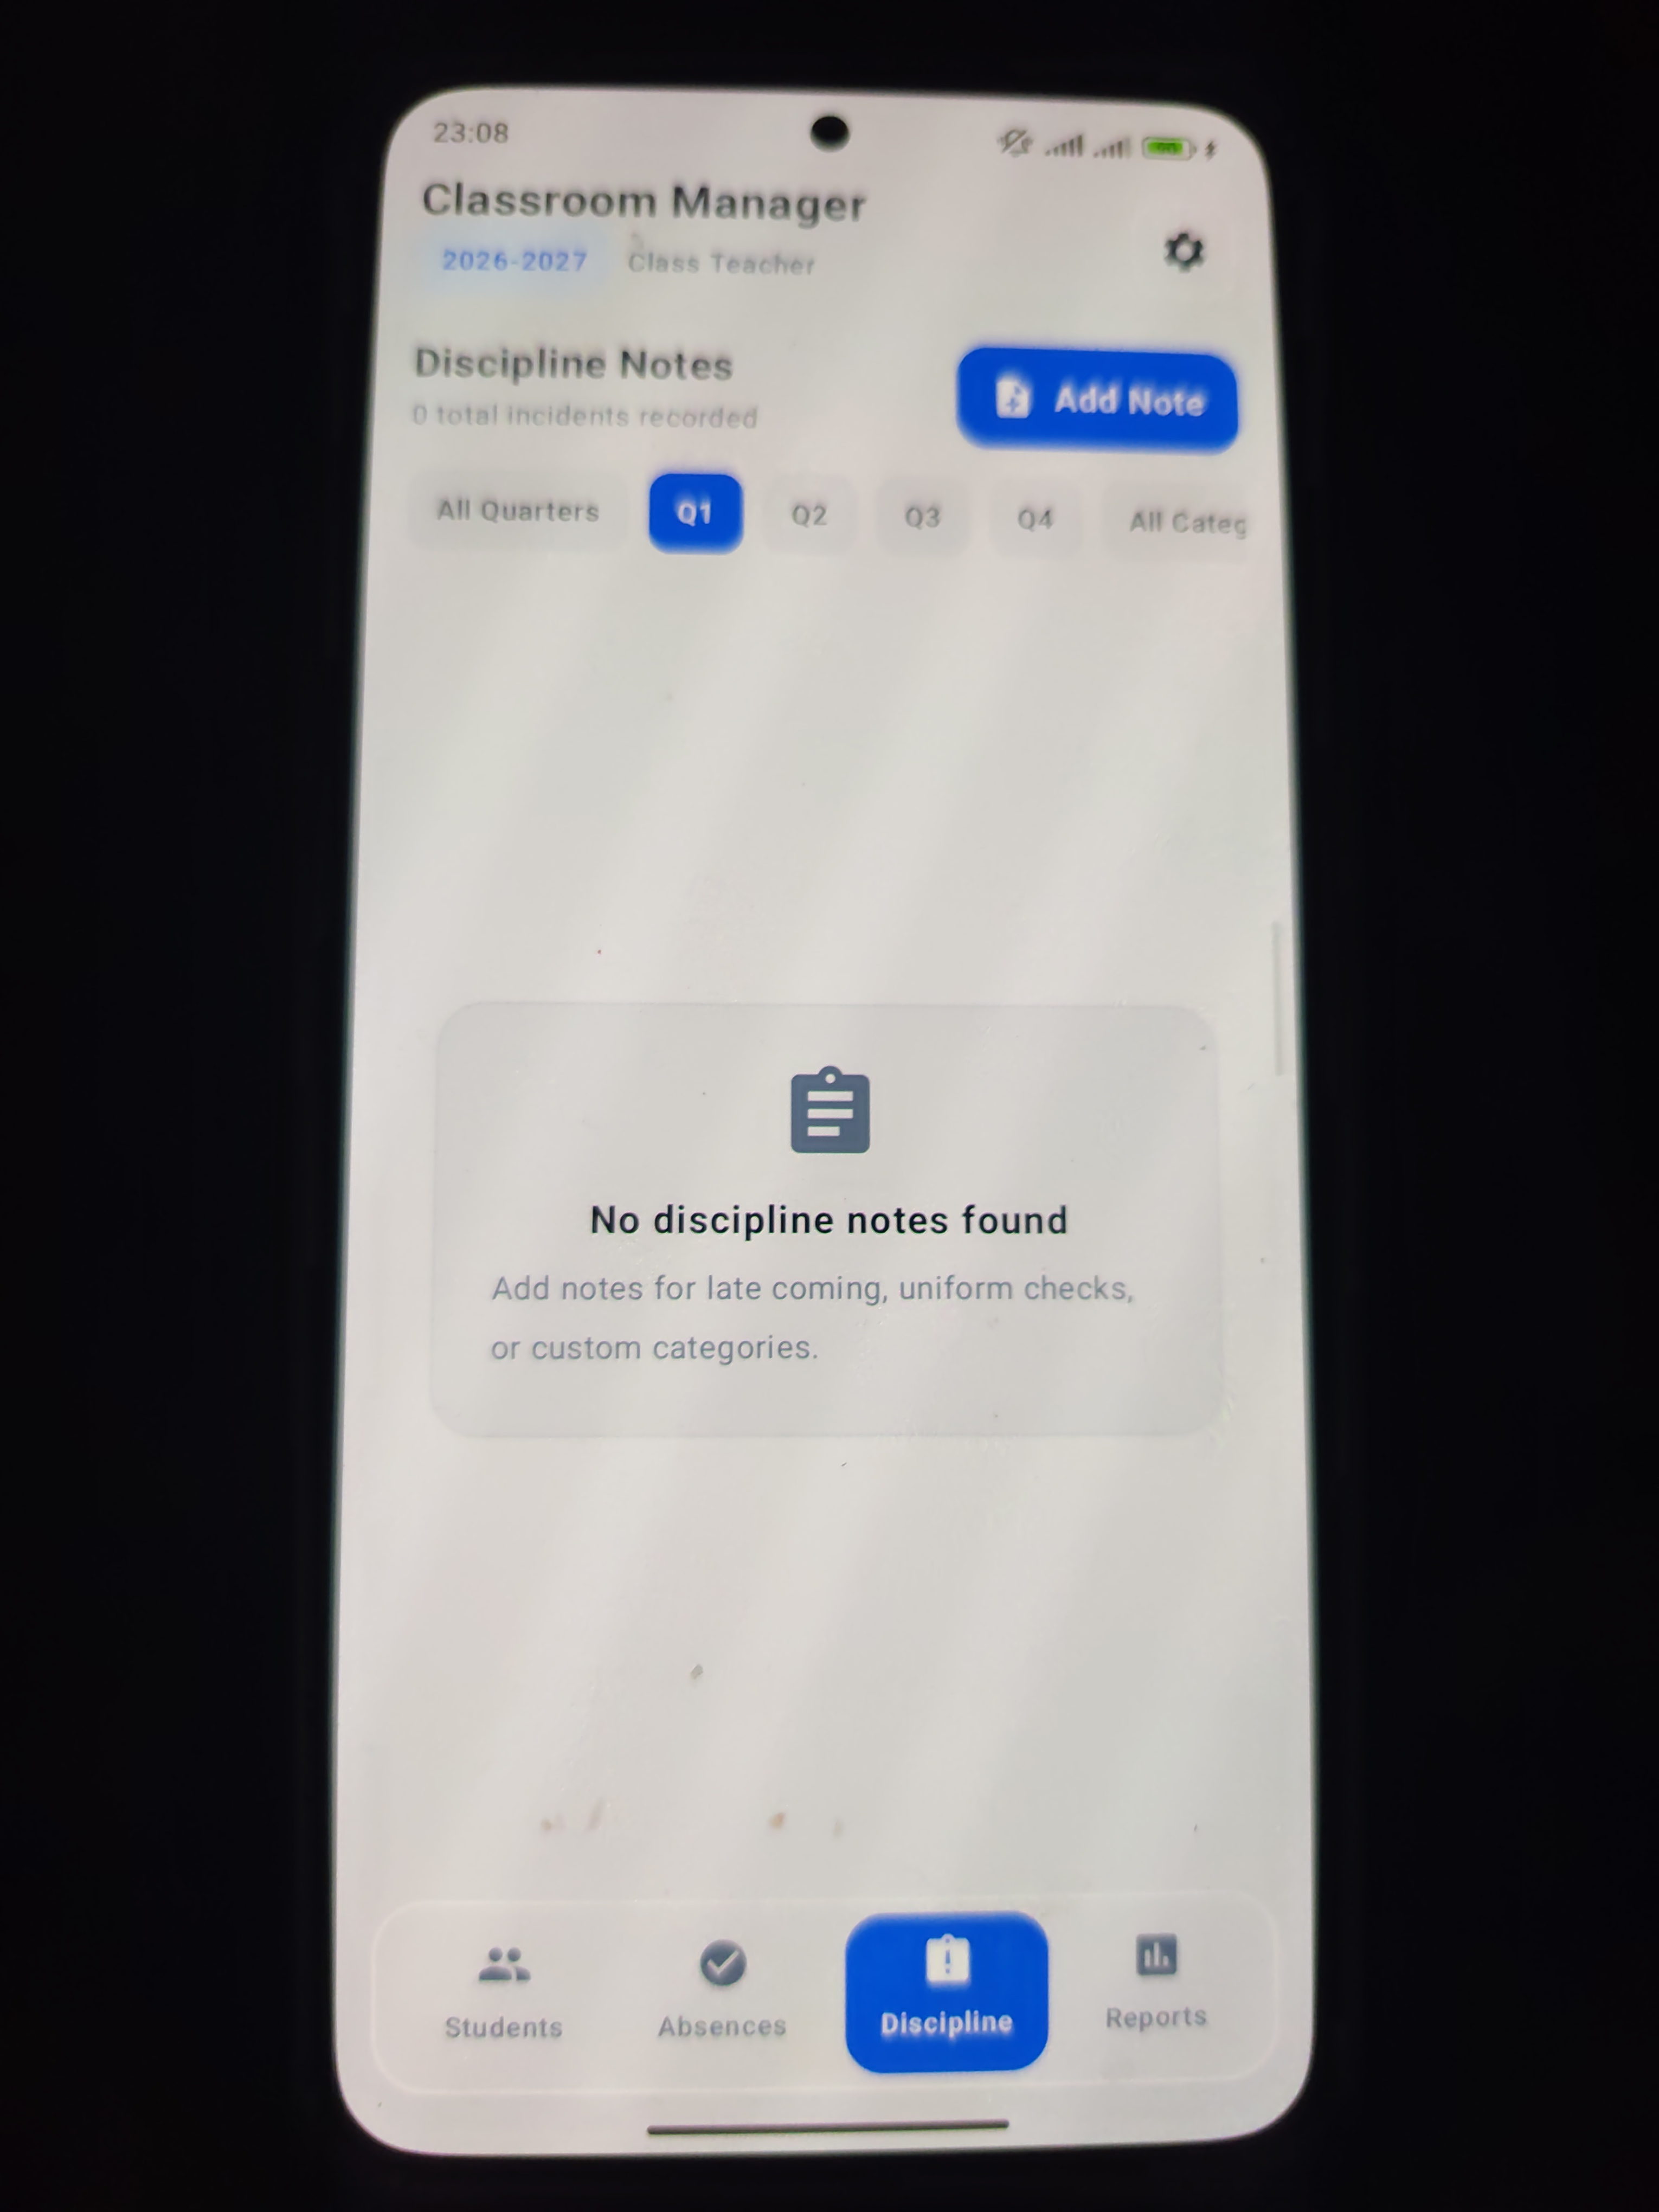 23:08
Classroom Manager
2026-2027 Class Teacher
Discipline Notes
0 total incidents recorded
Add Note
All Quarters Q1 Q2 Q3 Q4 All Categ
No discipline notes found
Add notes for late coming, uniform checks,
or custom categories.
Students Absences Discipline Reports